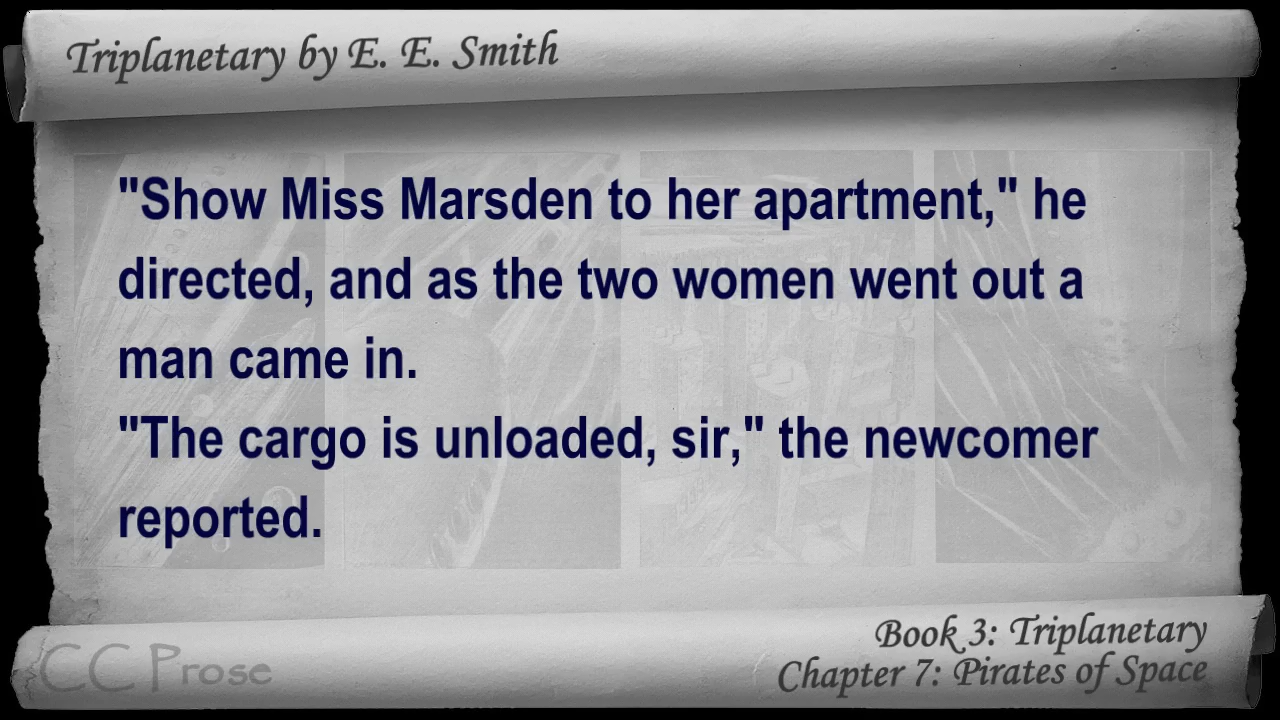 Triplanetary by E. E. Smith
"Show Miss Marsden to her apartment," he
directed, and as the two women went out a
man came in.
"The cargo is unloaded, sir," the newcomer
reported.
Book 3: Triplanetary
Chapter 7: Pirates of Space
CC Prose